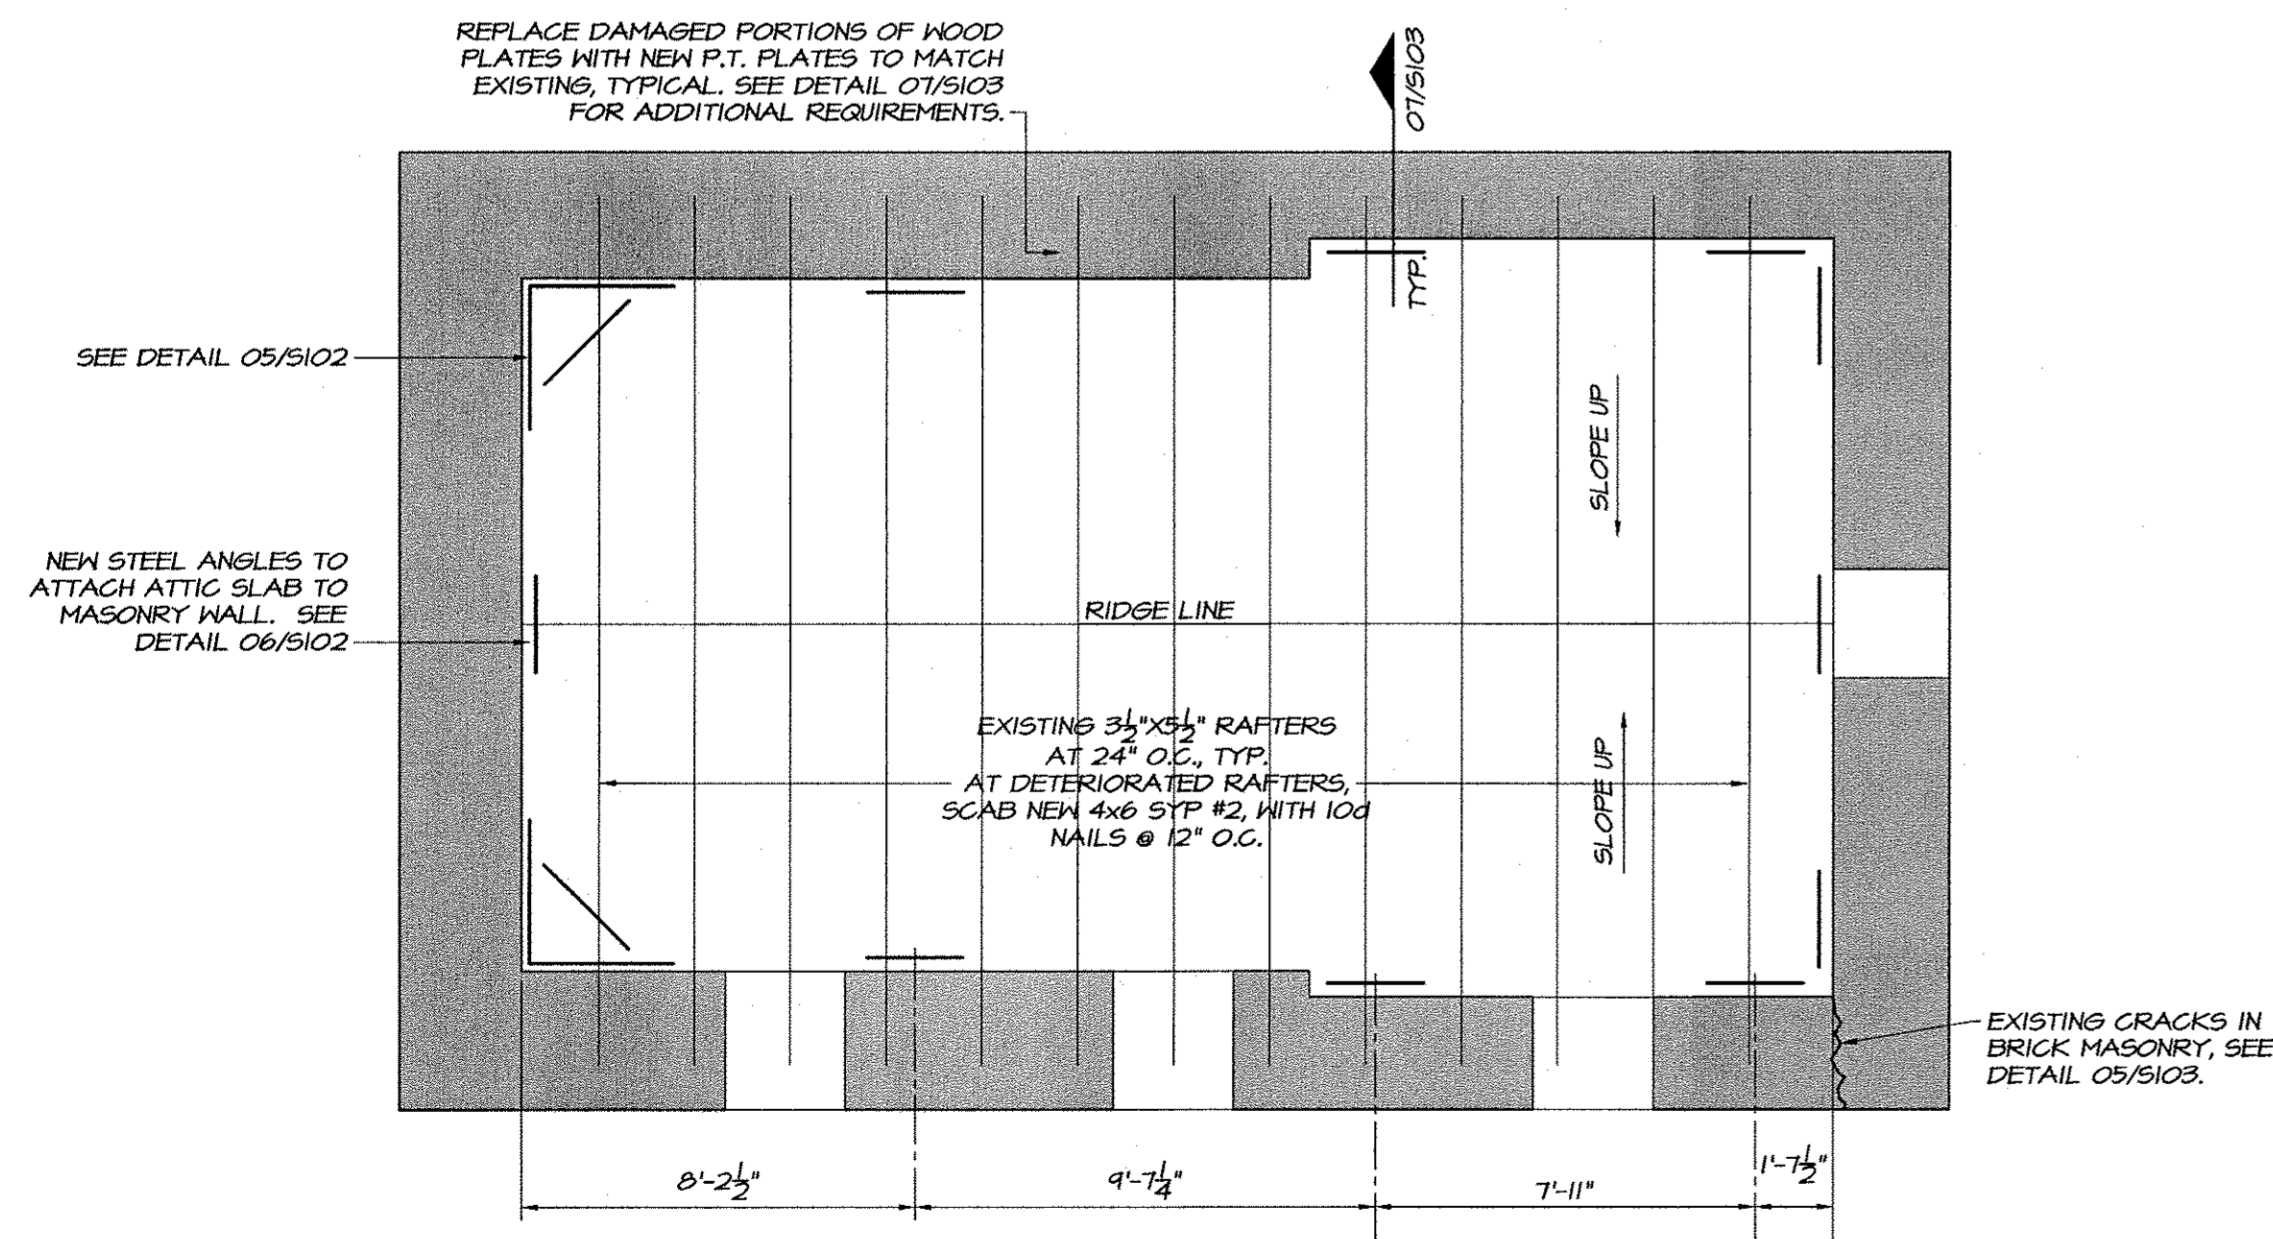 REPLACE DAMAGED PORTIONS OF WOOD
PLATES WITH NEW P.T. PLATES TO MATCH
EXISTING, TYPICAL. SEE DETAIL 07/S103
FOR ADDITIONAL REQUIREMENTS.
07/S103
TYP.
SEE DETAIL 05/S102
SLOPE UP
NEW STEEL ANGLES TO
ATTACH ATTIC SLAB TO
MASONRY WALL. SEE
DETAIL 06/S102
RIDGE LINE
EXISTING 3½"X5½" RAFTERS
AT 24" O.C., TYP.
AT DETERIORATED RAFTERS,
SCAB NEW 4x6 SYP #2, WITH 10d
NAILS @ 12" O.C.
SLOPE UP
EXISTING CRACKS IN
BRICK MASONRY, SEE
DETAIL 05/S103.
8'-2½"
9'-7¼"
7'-11"
1'-7½"